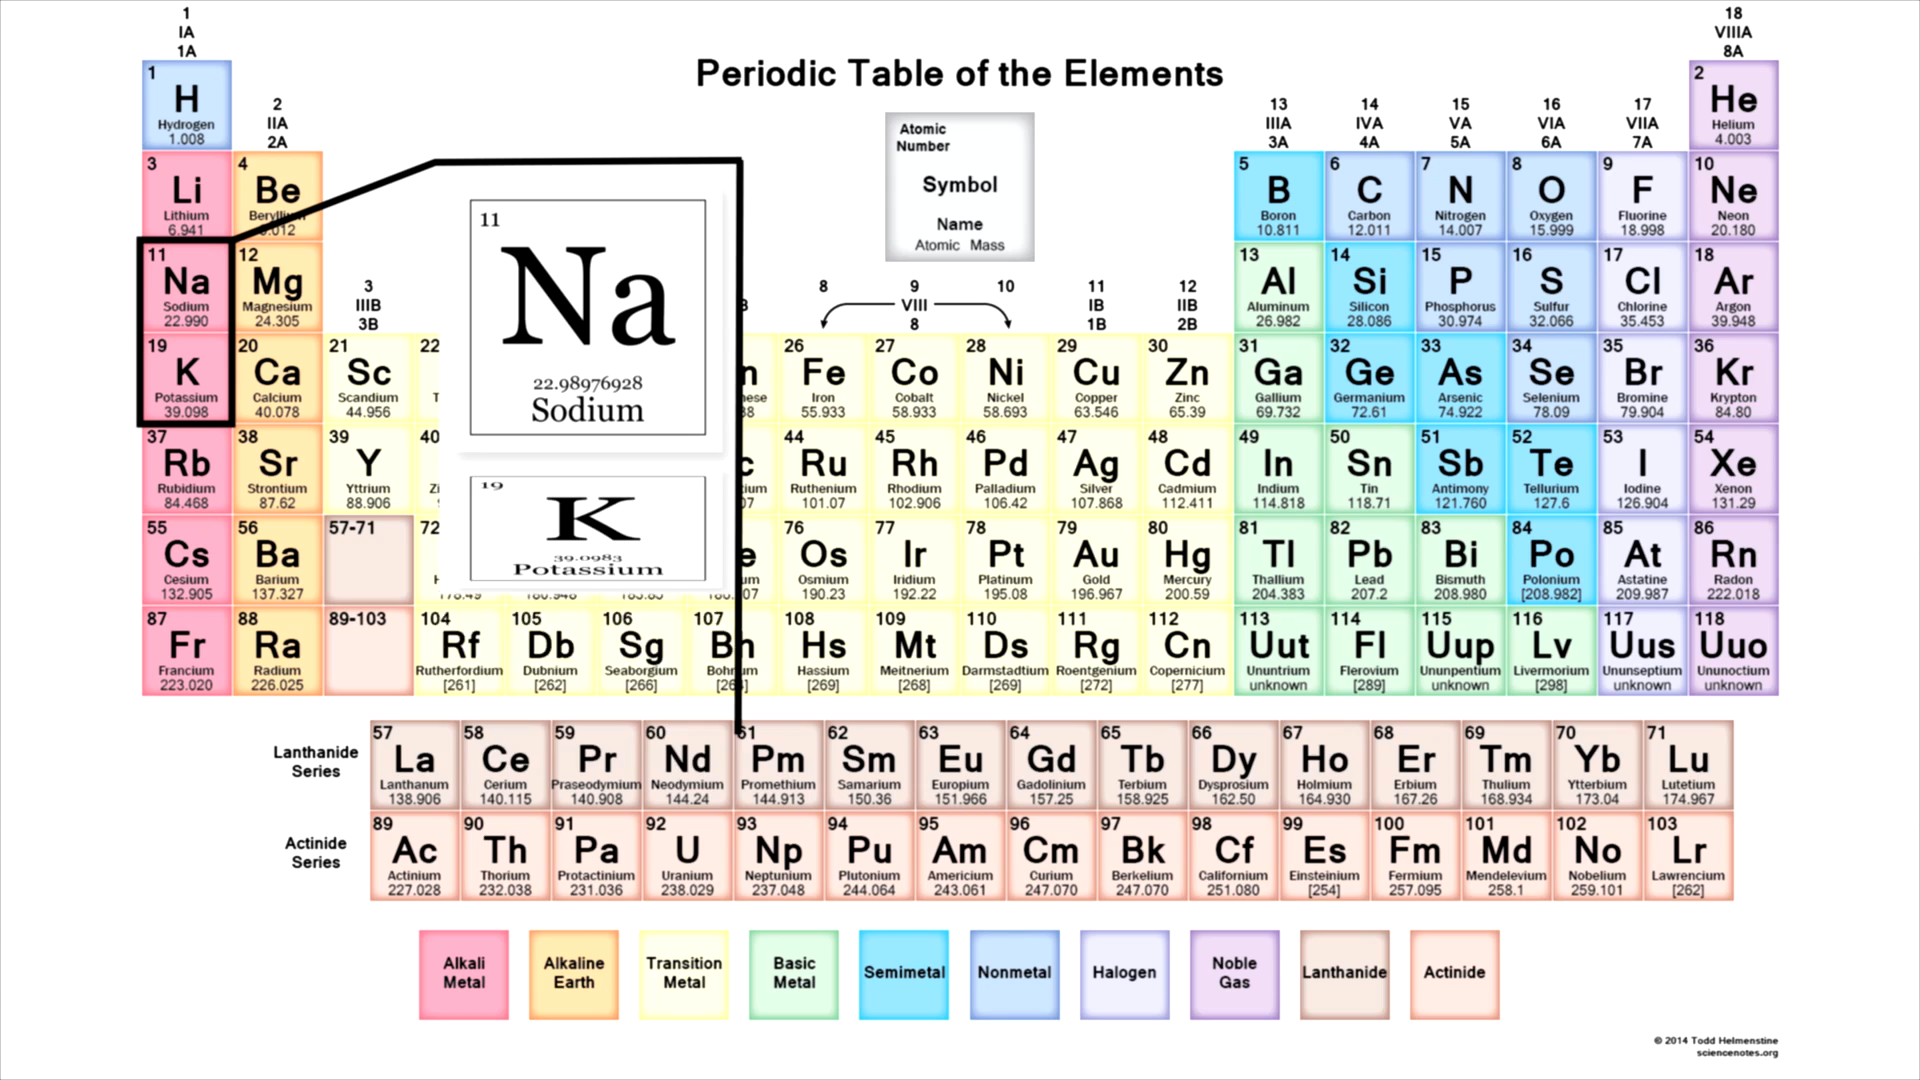 1
IA
1A
18
VIIIA
8A
Periodic Table of the Elements
1
H
Hydrogen
1.008
2
IIA
2A
13
IIIA
3A
14
IVA
4A
15
VA
5A
16
VIA
6A
17
VIIA
7A
2
He
Helium
4.003
Atomic
Number
Symbol
Name
Atomic Mass
3
Li
Lithium
6.941
4
Be
5
B
Boron
10.811
6
C
Carbon
12.011
7
N
Nitrogen
14.007
8
O
Oxygen
15.999
9
F
Fluorine
18.998
10
Ne
Neon
20.180
11
Na
Sodium
22.990
12
Mg
Magnesium
24.305
3
IIIB
3B
11
Na
22.98976928
Sodium
8
9
VIII
8
10
11
IB
1B
12
IIB
2B
13
Al
Aluminum
26.982
14
Si
Silicon
28.086
15
P
Phosphorus
30.974
16
S
Sulfur
32.066
17
Cl
Chlorine
35.453
18
Ar
Argon
39.948
19
K
Potassium
39.098
20
Ca
Calcium
40.078
21
Sc
Scandium
44.956
22
26
Fe
Iron
55.933
27
Co
Cobalt
58.933
28
Ni
Nickel
58.693
29
Cu
Copper
63.546
30
Zn
Zinc
65.39
31
Ga
Gallium
69.732
32
Ge
Germanium
72.61
33
As
Arsenic
74.922
34
Se
Selenium
78.09
35
Br
Bromine
79.904
36
Kr
Krypton
84.80
37
Rb
Rubidium
84.468
38
Sr
Strontium
87.62
39
Y
Yttrium
88.906
40
19
K
39.0983
Potassium
44
Ru
Ruthenium
101.07
45
Rh
Rhodium
102.906
46
Pd
Palladium
106.42
47
Ag
Silver
107.868
48
Cd
Cadmium
112.411
49
In
Indium
114.818
50
Sn
Tin
118.71
51
Sb
Antimony
121.760
52
Te
Tellurium
127.6
53
I
Iodine
126.904
54
Xe
Xenon
131.29
55
Cs
Cesium
132.905
56
Ba
Barium
137.327
57-71
72
76
Os
Osmium
190.23
77
Ir
Iridium
192.22
78
Pt
Platinum
195.08
79
Au
Gold
196.967
80
Hg
Mercury
200.59
81
Tl
Thallium
204.383
82
Pb
Lead
207.2
83
Bi
Bismuth
208.980
84
Po
Polonium
[208.982]
85
At
Astatine
209.987
86
Rn
Radon
222.018
87
Fr
Francium
223.020
88
Ra
Radium
226.025
89-103
104
Rf
Rutherfordium
[261]
105
Db
Dubnium
[262]
106
Sg
Seaborgium
[266]
107
Bh
Bohrium
108
Hs
Hassium
[269]
109
Mt
Meitnerium
[268]
110
Ds
Darmstadtium
[269]
111
Rg
Roentgenium
[272]
112
Cn
Copernicium
[277]
113
Uut
Ununtrium
unknown
114
Fl
Flerovium
[289]
115
Uup
Ununpentium
unknown
116
Lv
Livermorium
[298]
117
Uus
Ununseptium
unknown
118
Uuo
Ununoctium
unknown
Lanthanide
Series
57
La
Lanthanum
138.906
58
Ce
Cerium
140.115
59
Pr
Praseodymium
140.908
60
Nd
Neodymium
144.24
61
Pm
Promethium
144.913
62
Sm
Samarium
150.36
63
Eu
Europium
151.966
64
Gd
Gadolinium
157.25
65
Tb
Terbium
158.925
66
Dy
Dysprosium
162.50
67
Ho
Holmium
164.930
68
Er
Erbium
167.26
69
Tm
Thulium
168.934
70
Yb
Ytterbium
173.04
71
Lu
Lutetium
174.967
Actinide
Series
89
Ac
Actinium
227.028
90
Th
Thorium
232.038
91
Pa
Protactinium
231.036
92
U
Uranium
238.029
93
Np
Neptunium
237.048
94
Pu
Plutonium
244.064
95
Am
Americium
243.061
96
Cm
Curium
247.070
97
Bk
Berkelium
247.070
98
Cf
Californium
251.080
99
Es
Einsteinium
[254]
100
Fm
Fermium
257.095
101
Md
Mendelevium
258.1
102
No
Nobelium
259.101
103
Lr
Lawrencium
[262]
Alkali
Metal
Alkaline
Earth
Transition
Metal
Basic
Metal
Semimetal
Nonmetal
Halogen
Noble
Gas
Lanthanide
Actinide
© 2014 Todd Helmenstine
sciencenotes.org